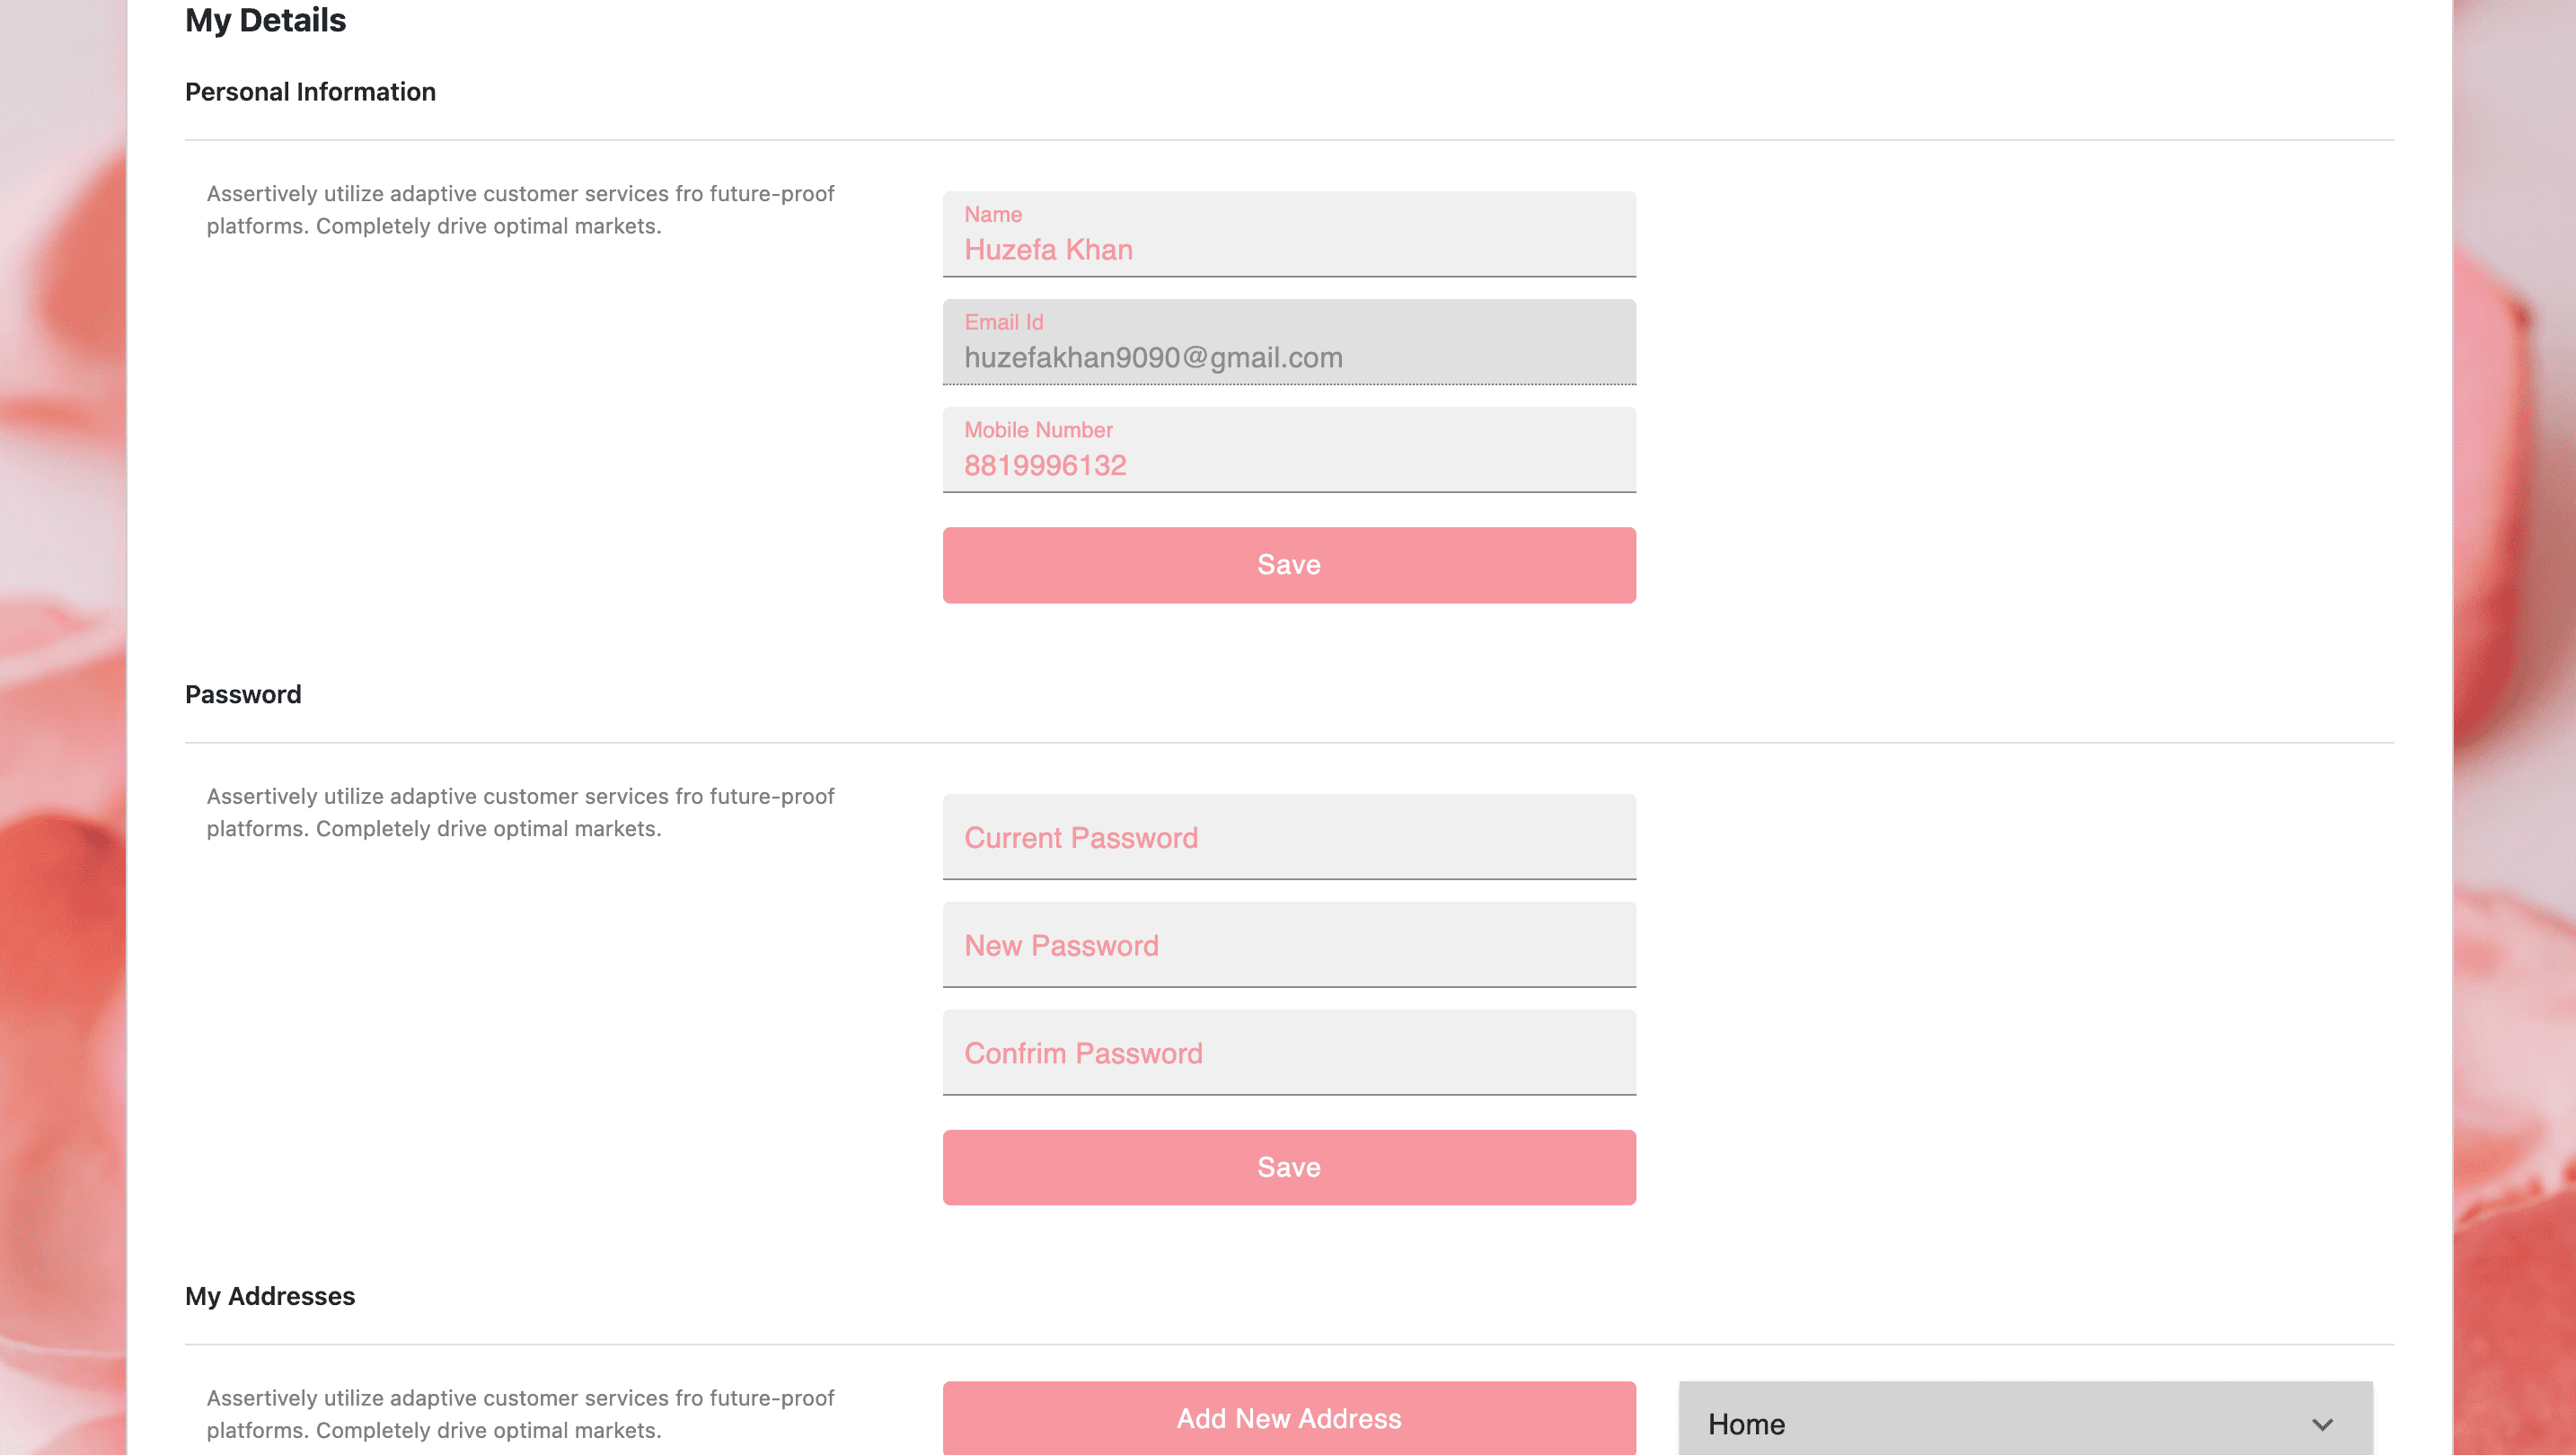 My Details
Personal Information
Assertively utilize adaptive customer services fro future-proof
platforms. Completely drive optimal markets.
Name
Huzefa Khan
Email Id
huzefakhan9090@gmail.com
Mobile Number
8819996132
Save
Password
Assertively utilize adaptive customer services fro future-proof
platforms. Completely drive optimal markets.
Current Password
New Password
Confrim Password
Save
My Addresses
Assertively utilize adaptive customer services fro future-proof
platforms. Completely drive optimal markets.
Add New Address
Home